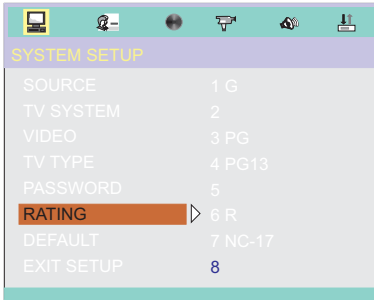 SYSTEM SETUP
SOURCE 1 G
TV SYSTEM 2
VIDEO 3 PG
TV TYPE 4 PG13
PASSWORD 5
RATING 6 R
DEFAULT 7 NC-17
EXIT SETUP 8